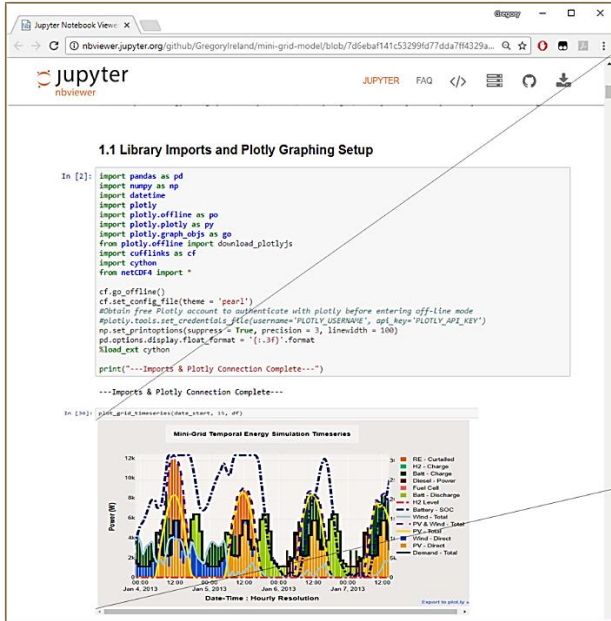 Gregory
Jupyter Notebook Viewer
nbviewer.jupyter.org/github/GregoryIreland/mini-grid-model/blob/7d6ebaf141c53299fd77dda7ff4329a...
jupyter
nbviewer
JUPYTER FAQ </>
1.1 Library Imports and Plotly Graphing Setup
In [2]: import pandas as pd
import numpy as np
import datetime
import plotly
import plotly.offline as po
import plotly.plotly as py
import plotly.graph_objs as go
from plotly.offline import download_plotlyjs
import cufflinks as cf
import cython
from netCDF4 import *
cf.go_offline()
cf.set_config_file(theme = 'pearl')
#Obtain free Plotly account to authenticate with plotly before entering off-line mode
#plotly.tools.set_credentials_file(username='PLOTLY_USERNAME', api_key='PLOTLY_API_KEY')
np.set_printoptions(suppress = True, precision = 3, linewidth = 100)
pd.options.display.float_format = '{:.3f}'.format
%load_ext cython
print("---Imports & Plotly Connection Complete---")
---Imports & Plotly Connection Complete---
plot_grid_timeseries(date_start, 15, df)
Mini-Grid Temporal Energy Simulation Timeseries
12k
10k
8k
6k
4k
2k
0
Power (W)
RE - Curtailed
H2 - Charge
Batt - Charge
Diesel - Power
Fuel Cell
Batt - Discharge
H2 Level
Battery - SOC
Wind - Total
PV & Wind - Total
PV - Total
Wind - Direct
PV - Direct
Demand - Total
00:00 12:00 00:00 12:00 00:00 12:00 00:00 12:00
Jan 4, 2013 Jan 5, 2013 Jan 6, 2013 Jan 7, 2013
Date-Time : Hourly Resolution
Export to plot.ly »